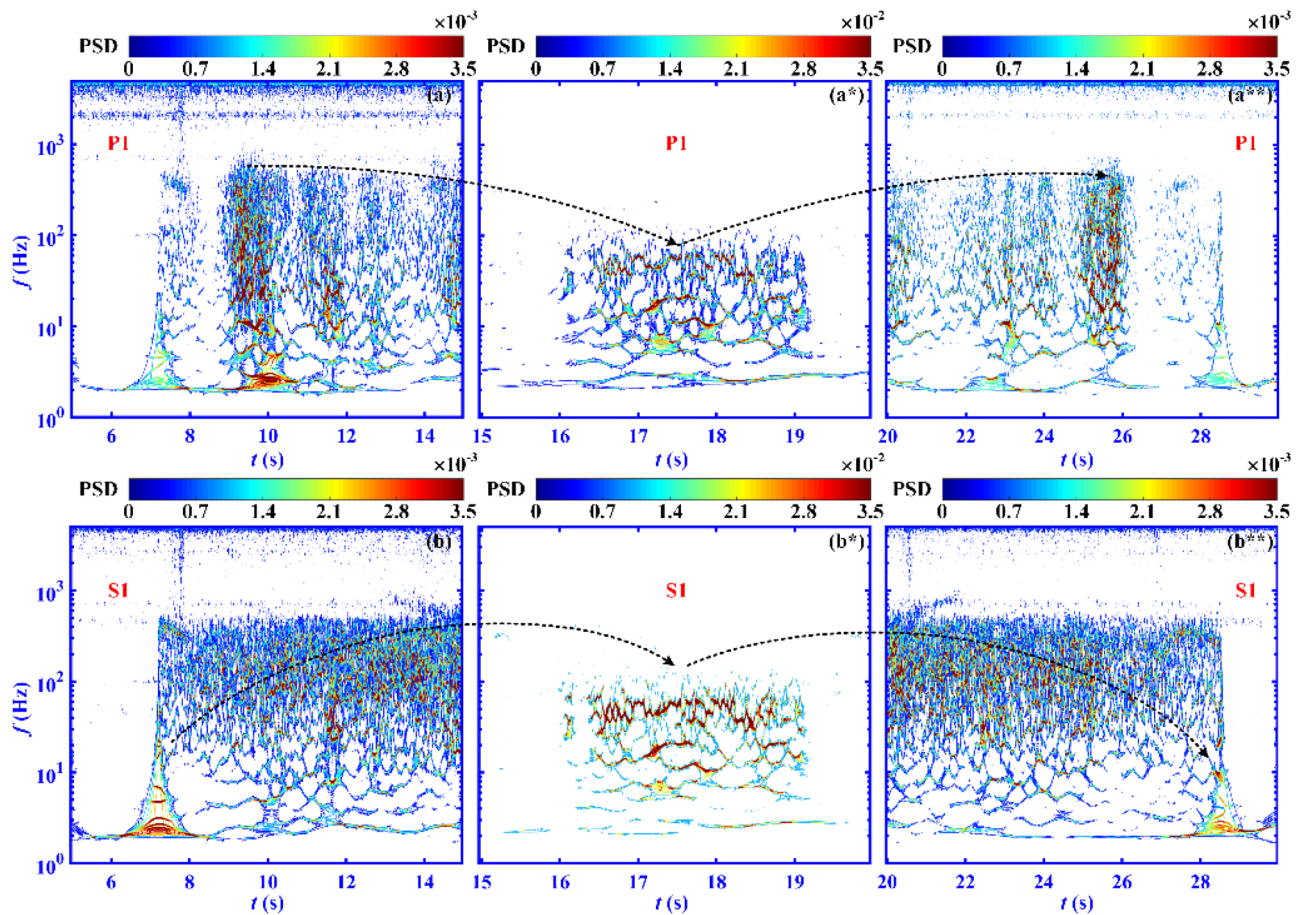 ×10-3 ×10-2 ×10-3
PSD PSD PSD
0 0.7 1.4 2.1 2.8 3.5 0 0.7 1.4 2.1 2.8 3.5 0 0.7 1.4 2.1 2.8 3.5
(a) (a*) (a**)
10³ P1 P1 P1
f (Hz)
10²
10¹
10⁰
6 8 10 12 14 15 16 17 18 19 20 22 24 26 28
t (s) t (s) t (s)
×10-3 ×10-2 ×10-3
PSD PSD PSD
0 0.7 1.4 2.1 2.8 3.5 0 0.7 1.4 2.1 2.8 3.5 0 0.7 1.4 2.1 2.8 3.5
(b) (b*) (b**)
10³ S1 S1 S1
f (Hz)
10²
10¹
10⁰
6 8 10 12 14 15 16 17 18 19 20 22 24 26 28
t (s) t (s) t (s)